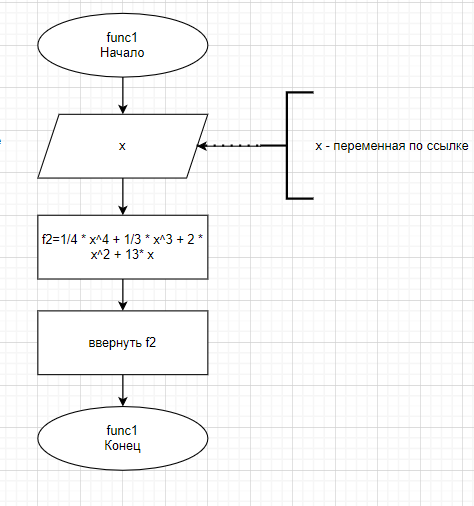 func1
Начало
x
x - переменная по ссылке
f2=1/4 * x^4 + 1/3 * x^3 + 2 *
x^2 + 13* x
ввернуть f2
func1
Конец